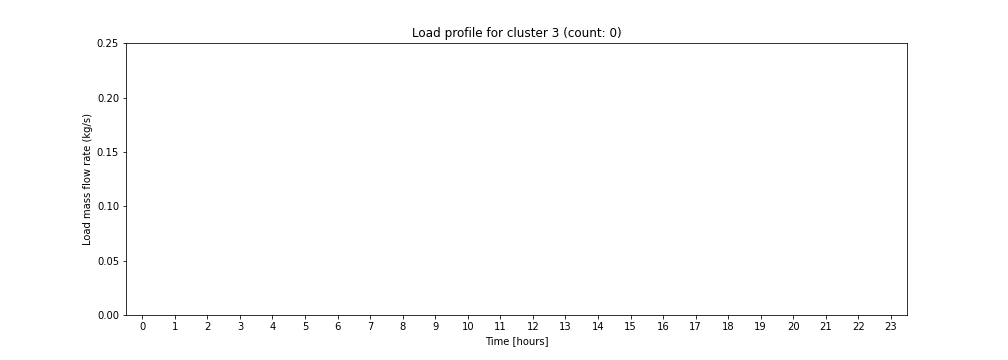 Load profile for cluster 3 (count: 0)
0.25
0.20
0.15
0.10
0.05
0.00
Load mass flow rate (kg/s)
0 1 2 3 4 5 6 7 8 9 10 11 12 13 14 15 16 17 18 19 20 21 22 23
Time [hours]